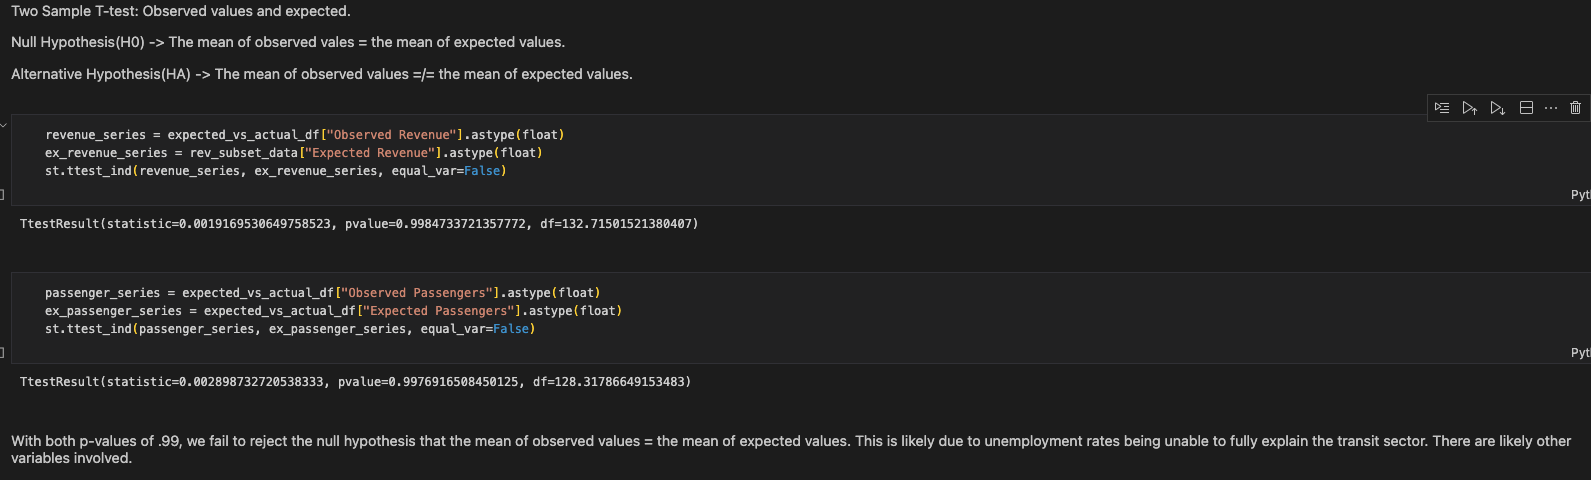 Two Sample T-test: Observed values and expected.
Null Hypothesis(H0) -> The mean of observed vales = the mean of expected values.
Alternative Hypothesis(HA) -> The mean of observed values =/= the mean of expected values.
revenue_series = expected_vs_actual_df["Observed Revenue"].astype(float)
ex_revenue_series = rev_subset_data["Expected Revenue"].astype(float)
st.ttest_ind(revenue_series, ex_revenue_series, equal_var=False)
Pyt
TtestResult(statistic=0.0019169530649758523, pvalue=0.9984733721357772, df=132.71501521380407)
passenger_series = expected_vs_actual_df["Observed Passengers"].astype(float)
ex_passenger_series = expected_vs_actual_df["Expected Passengers"].astype(float)
st.ttest_ind(passenger_series, ex_passenger_series, equal_var=False)
Pyt
TtestResult(statistic=0.002898732720538333, pvalue=0.9976916508450125, df=128.31786649153483)
With both p-values of .99, we fail to reject the null hypothesis that the mean of observed values = the mean of expected values. This is likely due to unemployment rates being unable to fully explain the transit sector. There are likely other
variables involved.